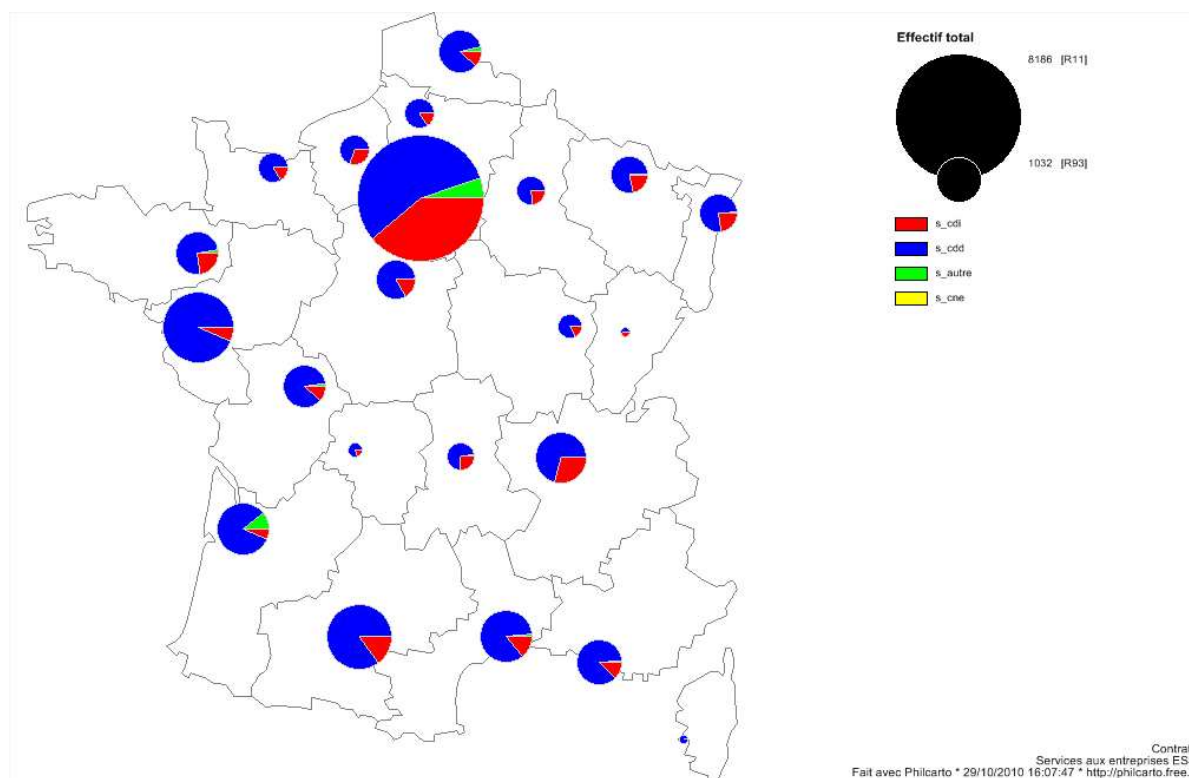 Effectif total
8186 [R11]
1032 [R93]
s_cdi
s_cdd
s_autre
s_cne
Contrat
Services aux entreprises ES
Fait avec Philcarto * 29/10/2010 16:07:47 * http://philcarto.free.